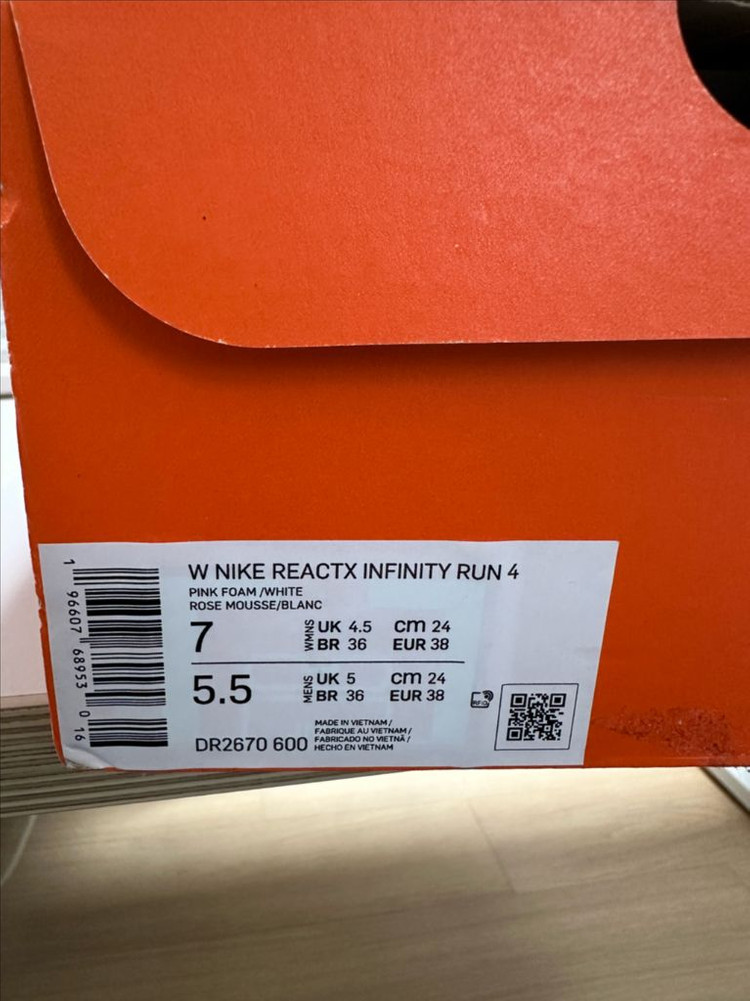 W NIKE REACTX INFINITY RUN 4
PINK FOAM /WHITE
ROSE MOUSSE/BLANC
7 WMNS UK 4.5 cm 24
BR 36 EUR 38
5.5 MENS UK 5 cm 24
BR 36 EUR 38
DR2670 600
MADE IN VIETNAM /
FABRIQUE AU VIETNAM /
FABRICADO NO VIETNÃ /
HECHO EN VIETNAM
RFID
1 96607 68953 0 16